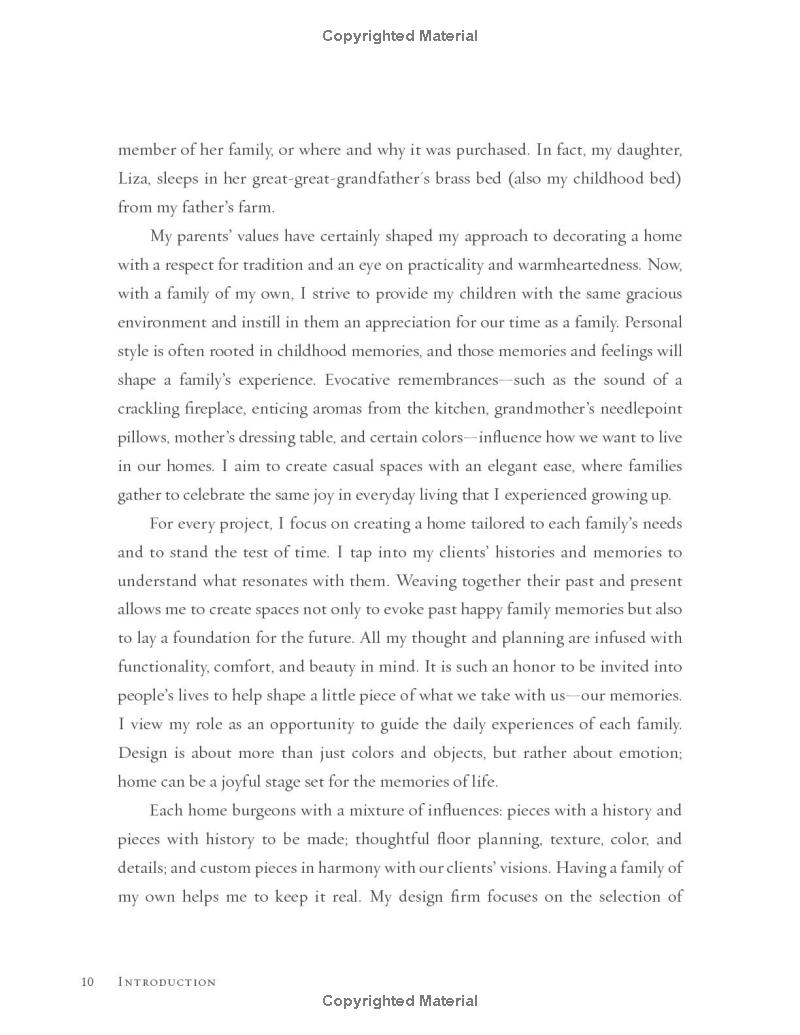 Copyrighted Material
member of her family, or where and why it was purchased. In fact, my daughter,
Liza, sleeps in her great-great-grandfather's brass bed (also my childhood bed)
from my father's farm.
My parents' values have certainly shaped my approach to decorating a home
with a respect for tradition and an eye on practicality and warmheartedness. Now,
with a family of my own, I strive to provide my children with the same gracious
environment and instill in them an appreciation for our time as a family. Personal
style is often rooted in childhood memories, and those memories and feelings will
shape a family's experience. Evocative remembrances—such as the sound of a
crackling fireplace, enticing aromas from the kitchen, grandmother's needlepoint
pillows, mother's dressing table, and certain colors—influence how we want to live
in our homes. I aim to create casual spaces with an elegant ease, where families
gather to celebrate the same joy in everyday living that I experienced growing up.
For every project, I focus on creating a home tailored to each family's needs
and to stand the test of time. I tap into my clients' histories and memories to
understand what resonates with them. Weaving together their past and present
allows me to create spaces not only to evoke past happy family memories but also
to lay a foundation for the future. All my thought and planning are infused with
functionality, comfort, and beauty in mind. It is such an honor to be invited into
people's lives to help shape a little piece of what we take with us—our memories.
I view my role as an opportunity to guide the daily experiences of each family.
Design is about more than just colors and objects, but rather about emotion;
home can be a joyful stage set for the memories of life.
Each home burgeons with a mixture of influences: pieces with a history and
pieces with history to be made; thoughtful floor planning, texture, color, and
details; and custom pieces in harmony with our clients' visions. Having a family of
my own helps me to keep it real. My design firm focuses on the selection of
10 Introduction
Copyrighted Material